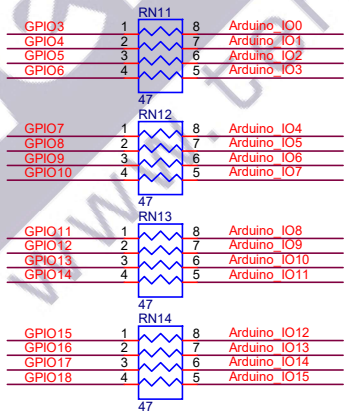 RN11
GPIO3 1 8 Arduino_IO0
GPIO4 2 7 Arduino_IO1
GPIO5 3 6 Arduino_IO2
GPIO6 4 5 Arduino_IO3
47
RN12
GPIO7 1 8 Arduino_IO4
GPIO8 2 7 Arduino_IO5
GPIO9 3 6 Arduino_IO6
GPIO10 4 5 Arduino_IO7
47
RN13
GPIO11 1 8 Arduino_IO8
GPIO12 2 7 Arduino_IO9
GPIO13 3 6 Arduino_IO10
GPIO14 4 5 Arduino_IO11
47
RN14
GPIO15 1 8 Arduino_IO12
GPIO16 2 7 Arduino_IO13
GPIO17 3 6 Arduino_IO14
GPIO18 4 5 Arduino_IO15
47
www.ter